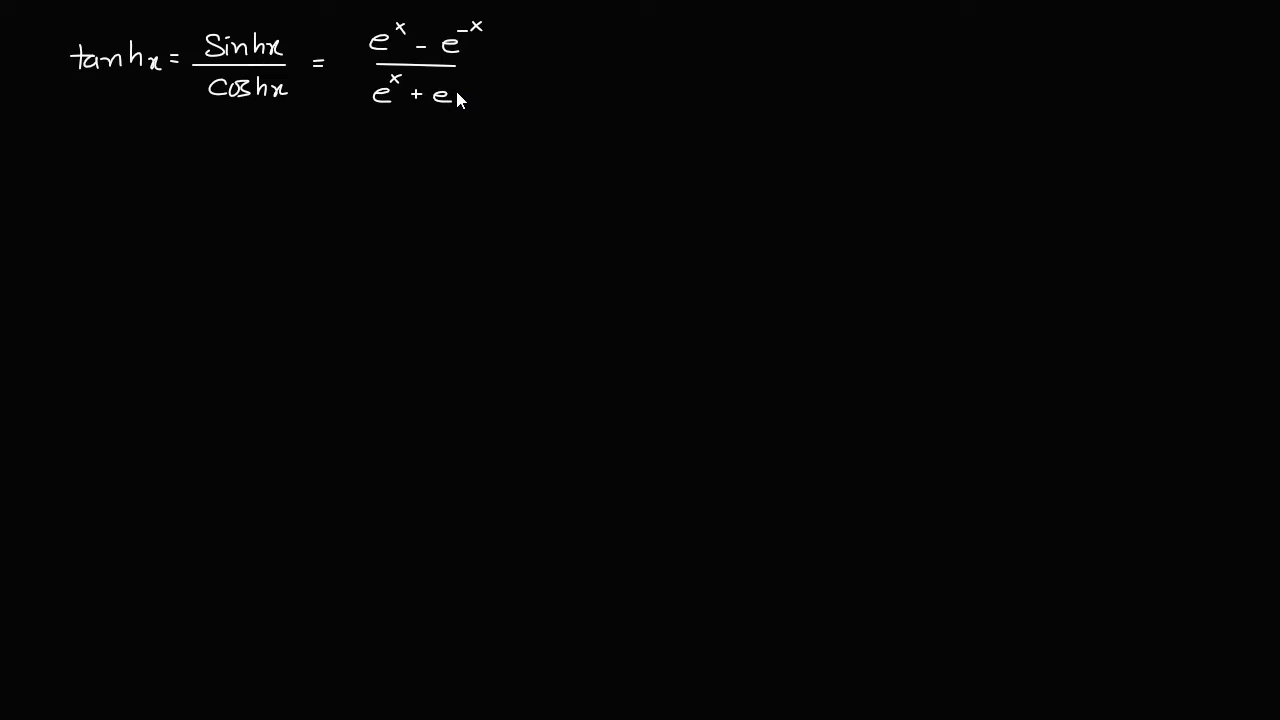 tanhx = sinhx / coshx = e^x - e^-x / e^x + e